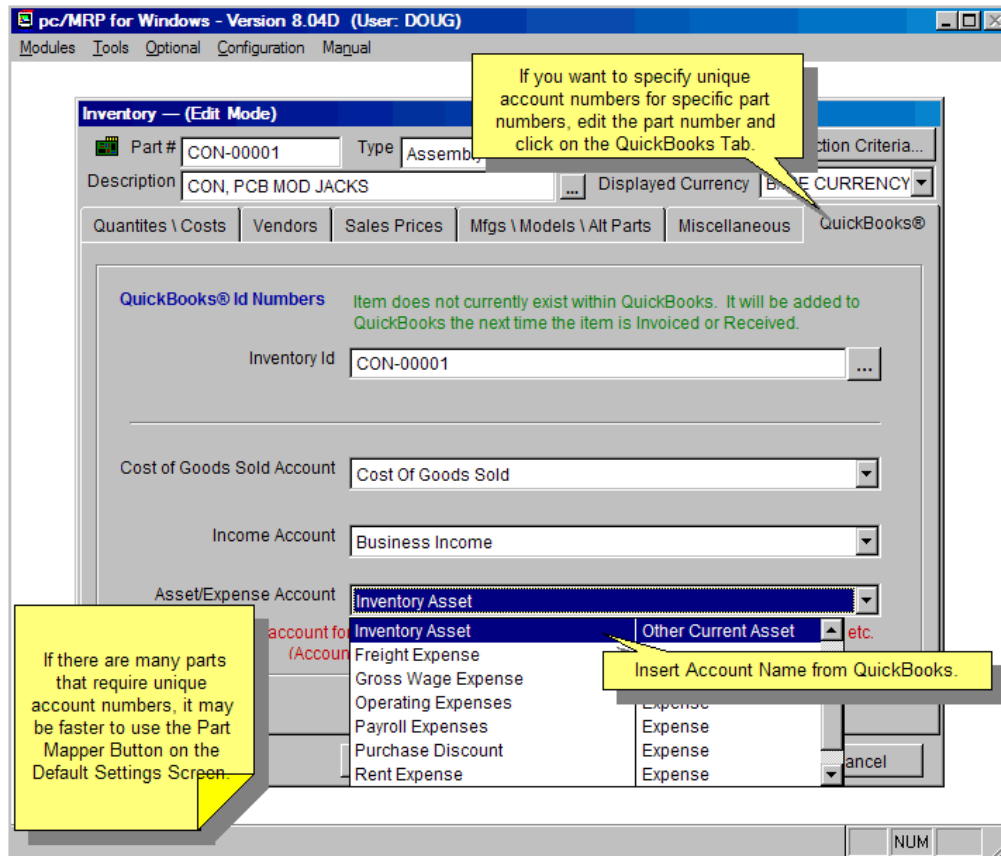 pc/MRP for Windows - Version 8.04D (User: DOUG)
Modules Tools Optional Configuration Manual
If you want to specify unique
account numbers for specific part
numbers, edit the part number and
click on the QuickBooks Tab.
Inventory — (Edit Mode)
Part # CON-00001 Type Assembly
Criteria...
Description CON, PCB MOD JACKS ... Displayed Currency BASE CURRENCY
Quantites \ Costs Vendors Sales Prices Mfgs \ Models \ Alt Parts Miscellaneous QuickBooks®
QuickBooks® Id Numbers
Item does not currently exist within QuickBooks. It will be added to
QuickBooks the next time the item is Invoiced or Received.
Inventory Id CON-00001 ...
Cost of Goods Sold Account Cost Of Goods Sold
Income Account Business Income
Asset/Expense Account Inventory Asset
account for
etc.
Inventory Asset Other Current Asset
Freight Expense
Gross Wage Expense
Operating Expenses Expense
Payroll Expenses Expense
Purchase Discount Expense
Rent Expense Expense
Insert Account Name from QuickBooks.
If there are many parts
that require unique
account numbers, it may
be faster to use the Part
Mapper Button on the
Default Settings Screen.
NUM